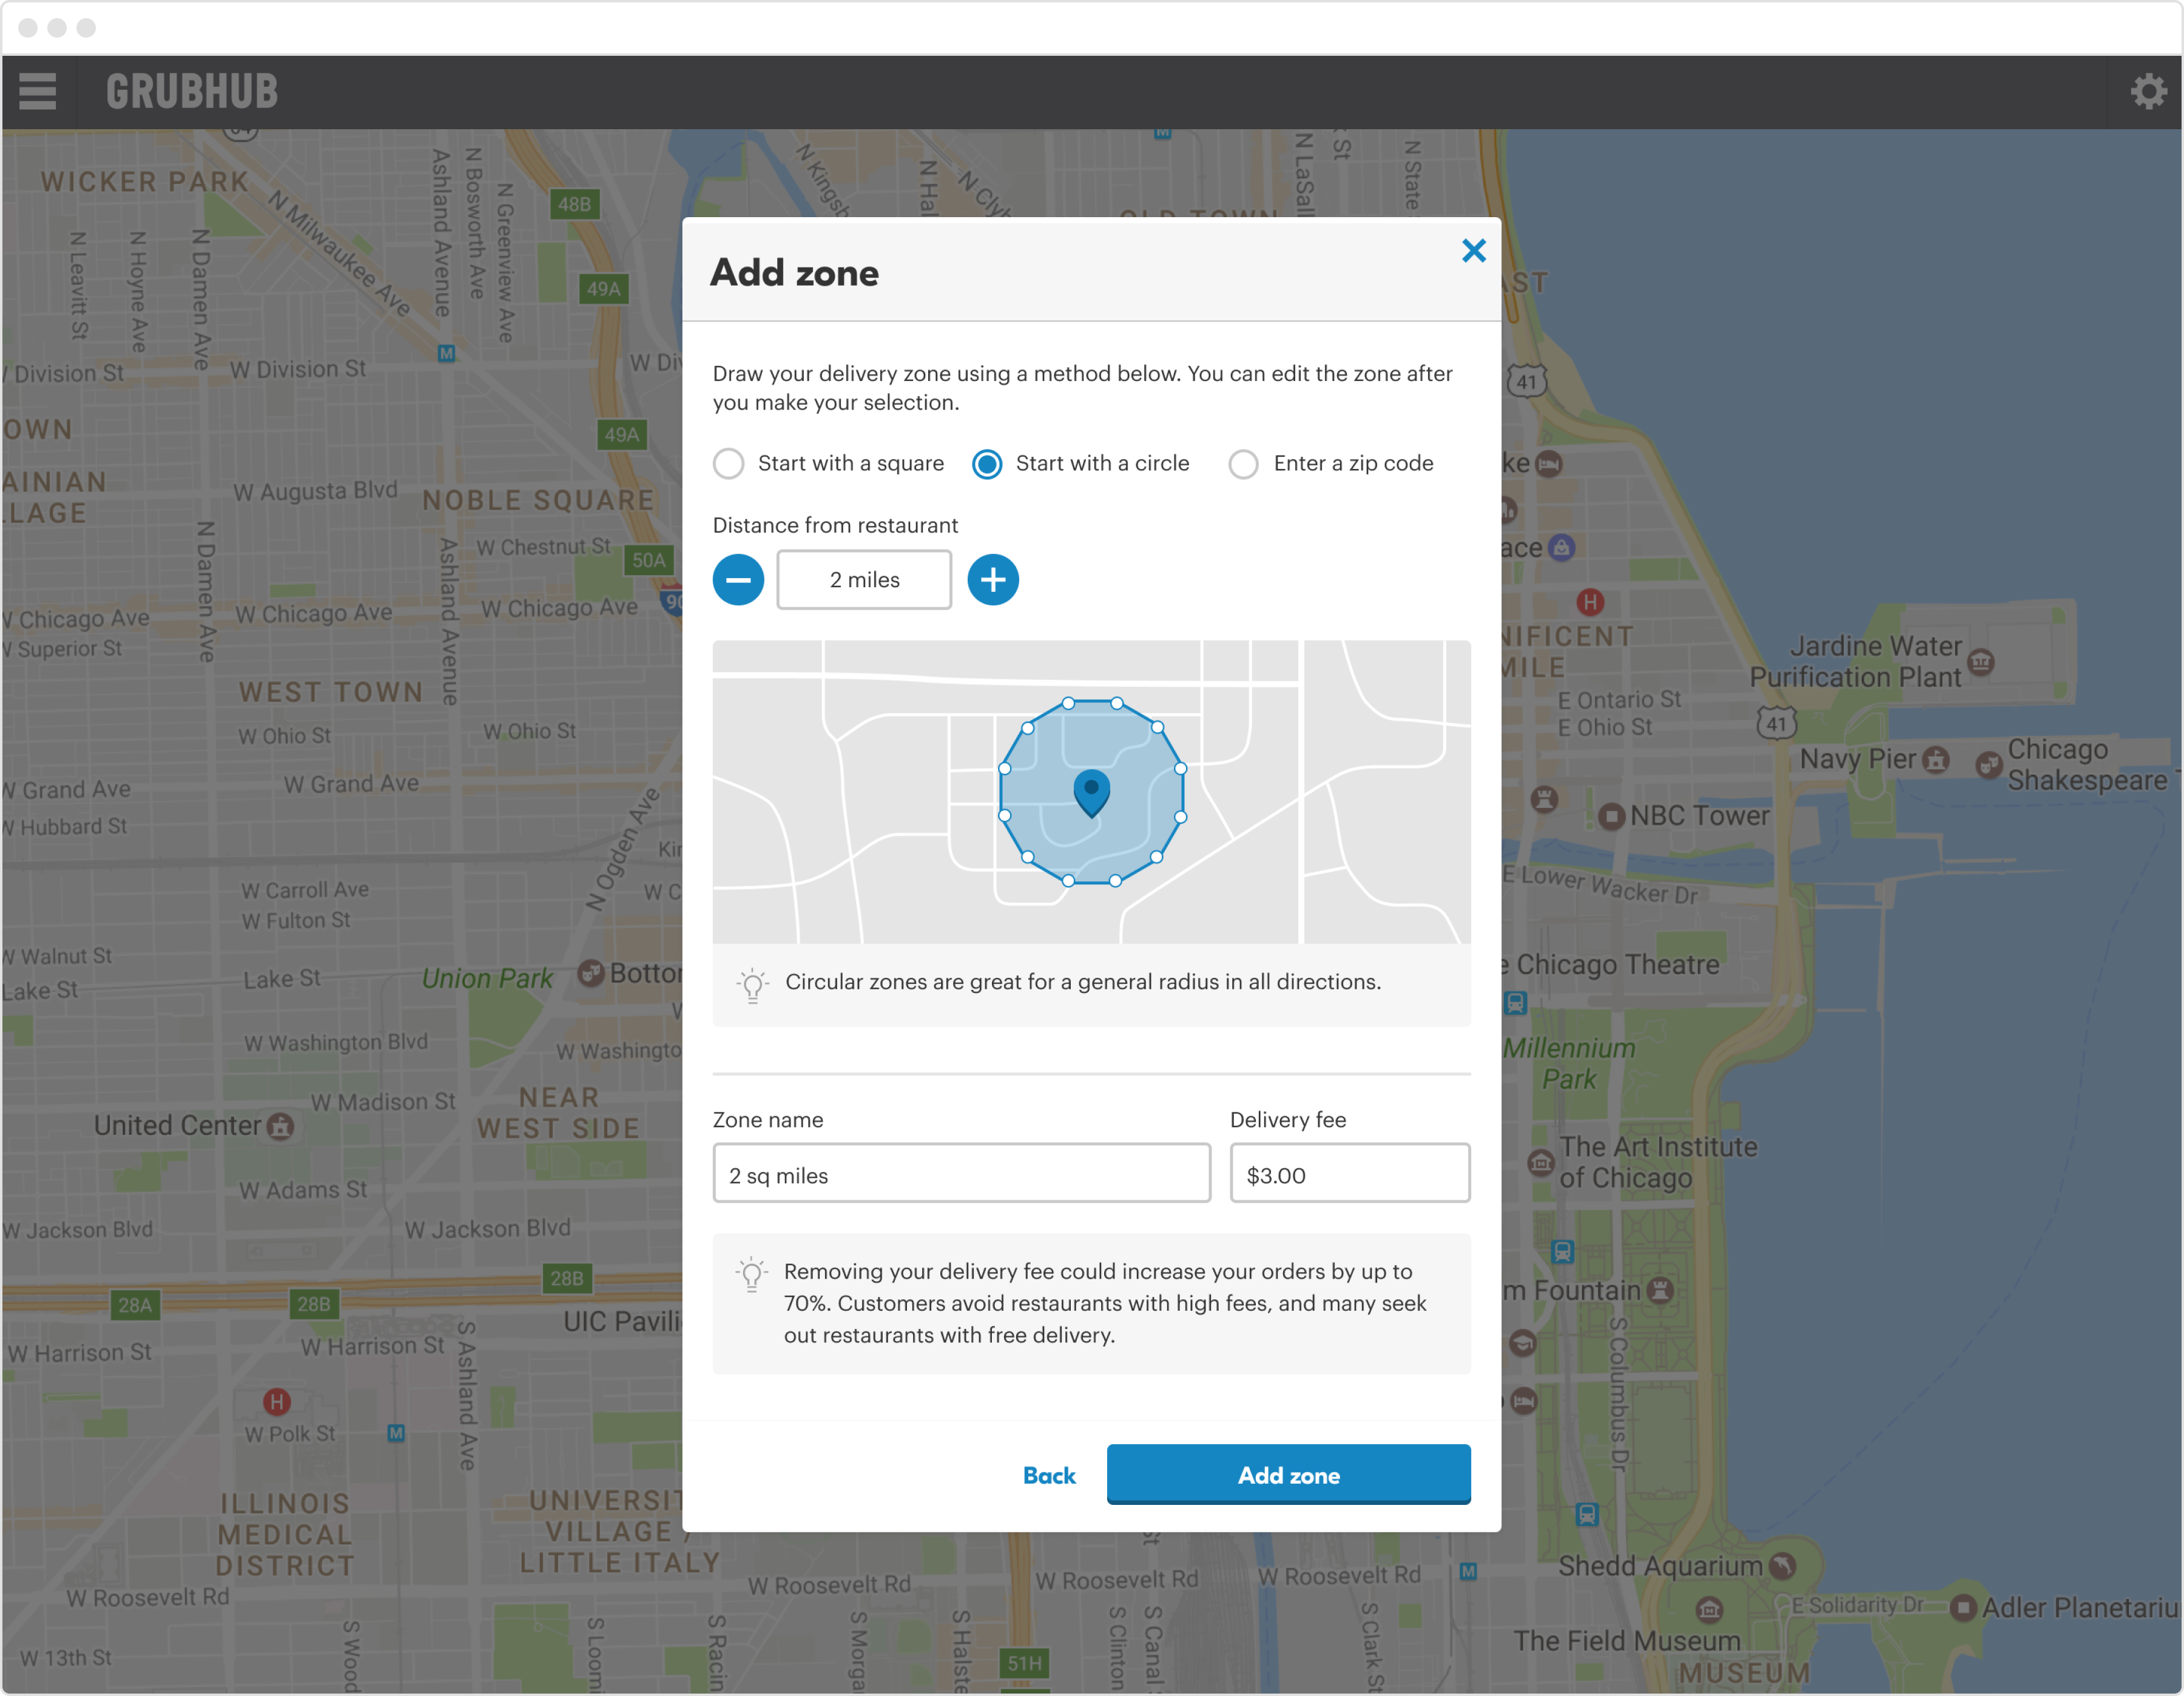 GRUBHUB
WICKER PARK
N Leavitt St
N Hoyne Ave
N Damen Ave
N Milwaukee Ave
Ashland Avenue
N Bosworth Ave
N Greenview Ave
48B
49A
W Division St
W Division St
49A
NOBLE SQUARE
W Augusta Blvd
N Damen Ave
Ashland Avenue
W Chestnut St
50A
W Chicago Ave
W Chicago Ave
W Chicago Ave
W Superior St
WEST TOWN
W Ohio St
W Ohio St
W Grand Ave
W Grand Ave
W Hubbard St
N Ogden Ave
W Carroll Ave
W Fulton St
W Walnut St
Lake St
Lake St
Union Park
W Washington Blvd
W Madison St
NEAR
WEST SIDE
United Center
W Adams St
W Jackson Blvd
W Jackson Blvd
28A
28B
28B
W Harrison St
W Harrison St
S Ashland Ave
H
W Polk St
M
ILLINOIS
MEDICAL
DISTRICT
VILLAGE /
LITTLE ITALY
W Roosevelt Rd
W 13th St
Add zone
Draw your delivery zone using a method below. You can edit the zone after
you make your selection.
Start with a square
Start with a circle
Enter a zip code
Distance from restaurant
2 miles
Circular zones are great for a general radius in all directions.
Zone name
Delivery fee
2 sq miles
$3.00
Removing your delivery fee could increase your orders by up to
70%. Customers avoid restaurants with high fees, and many seek
out restaurants with free delivery.
Back
Add zone
W Roosevelt Rd
W Roosevelt Rd
W Roosevelt Rd
51H
M
41
H
MILE
E Ontario St
E Ohio St
41
Jardine Water
Purification Plant
Navy Pier
Chicago
Shakespeare
NBC Tower
E Lower Wacker Dr
Chicago Theatre
Millennium
Park
The Art Institute
of Chicago
Fountain
S Columbus Dr
Shedd Aquarium
E Solidarity Dr
Adler
The Field Museum
MUSEUM